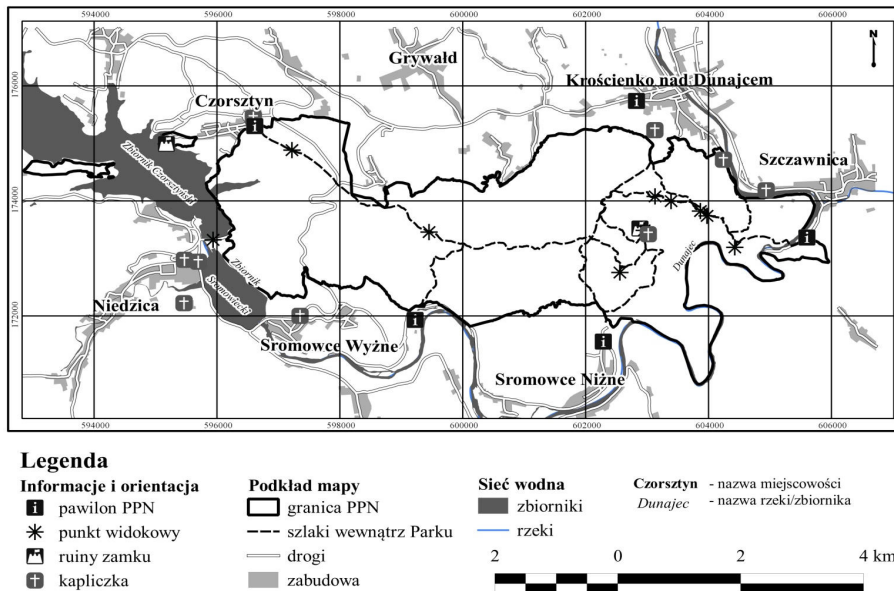 594000 596000 598000 600000 602000 604000 606000
176000
174000
172000
N
Grywałd
Krościenko nad Dunajcem
Czorsztyn
Szczawnica
Zbiornik Czorsztyński
Dunajec
Zbiornik
Sromowiecki
Niedzica
Sromowce Wyżne
Sromowce Niżne
594000 596000 598000 600000 602000 604000 606000
Legenda
Informacje i orientacja
pawilon PPN
punkt widokowy
ruiny zamku
kapliczka
Podkład mapy
granica PPN
szlaki wewnątrz Parku
drogi
zabudowa
Sieć wodna
zbiorniki
rzeki
Czorsztyn - nazwa miejscowości
Dunajec - nazwa rzeki/zbiornika
2 0 2 4 km